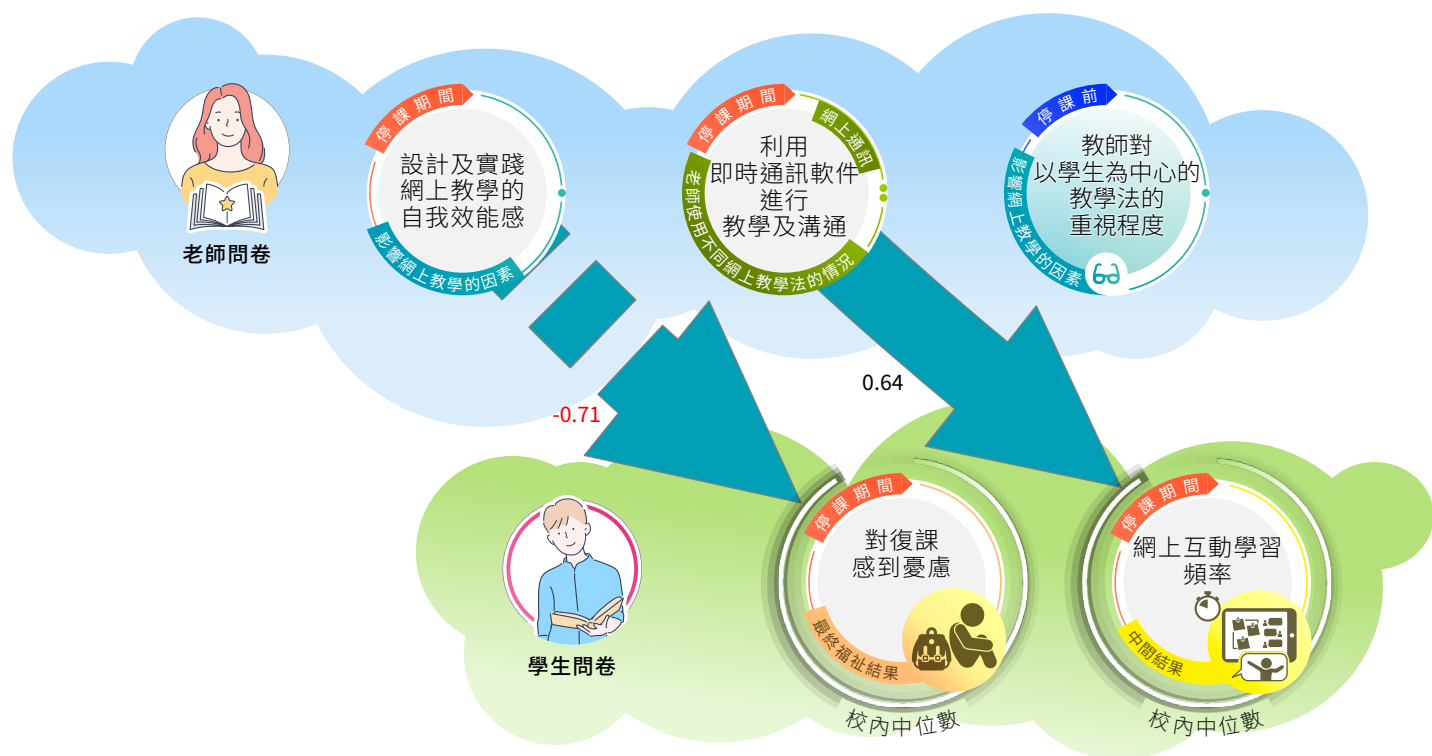 停課期間
設計及實踐
網上教學的
自我效能感
影響網上教學的因素
停課期間
網上通訊
利用
即時通訊軟件
進行
教學及溝通
老師使用不同網上教學法的情況
停課前
教師對
以學生為中心的
教學法的
重視程度
影響網上教學的因素
老師問卷
-0.71
0.64
停課期間
對復課
感到憂慮
最終福祉結果
校內中位數
停課期間
網上互動學習
頻率
中間結果
校內中位數
學生問卷